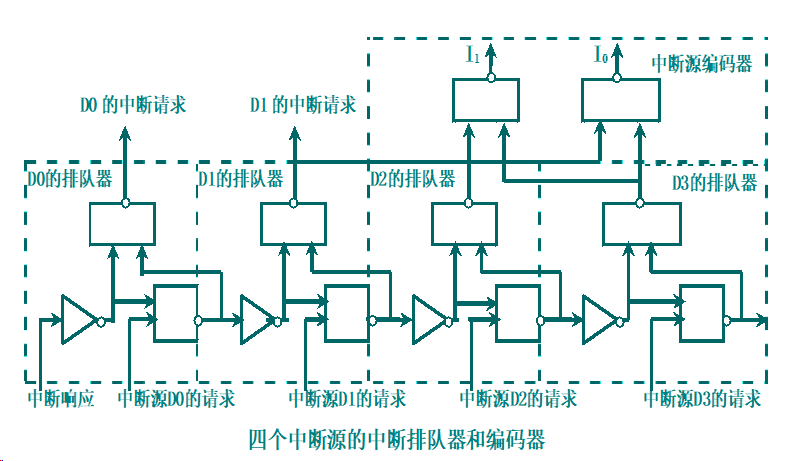 I1
I0
中断源编码器
D0 的中断请求
D1 的中断请求
D0的排队器
D1的排队器
D2的排队器
D3的排队器
中断响应
中断源D0的请求
中断源D1的请求
中断源D2的请求
中断源D3的请求
四个中断源的中断排队器和编码器